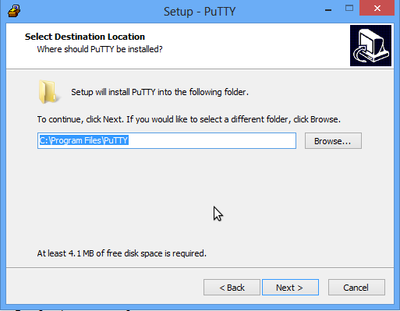 Setup - PuTTY
Select Destination Location
Where should PuTTY be installed?
Setup will install PuTTY into the following folder.
To continue, click Next. If you would like to select a different folder, click Browse.
C:\Program Files\PuTTY
Browse...
At least 4.1 MB of free disk space is required.
< Back
Next >
Cancel